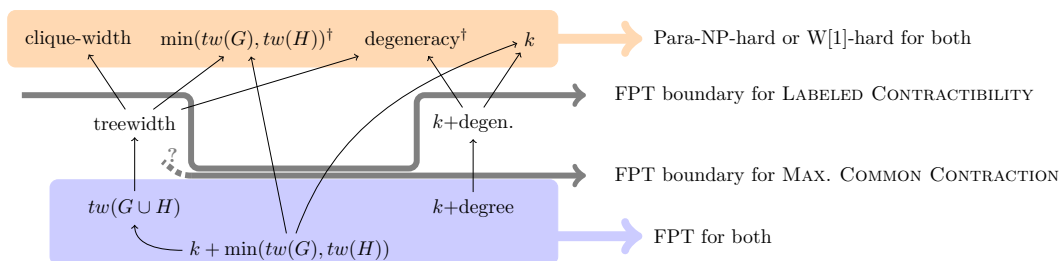 clique-width min(tw(G), tw(H))† degeneracy† k Para-NP-hard or W[1]-hard for both
FPT boundary for LABELED CONTRACTIBILITY
treewidth k+degen.
?
FPT boundary for MAX. COMMON CONTRACTION
tw(G ∪ H) k+degree
FPT for both
k + min(tw(G), tw(H))